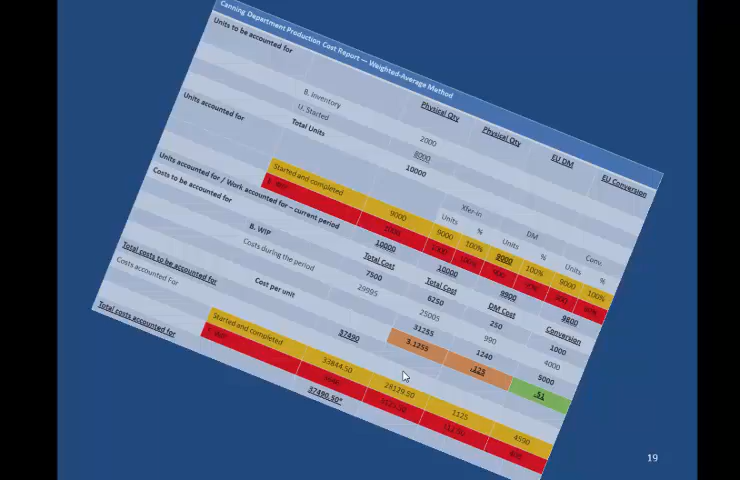 Canning Department Production Cost Report — Weighted-Average Method
Physical Qty Physical Qty EU DM EU Conversion
Units to be accounted for
B. Inventory 2000
U. Started 8000
Total Units 10000
Units accounted for
Xfer-in DM Conv.
Units % Units % Units %
Started and completed 9000 9000 100% 9000 100% 9000 100%
Units accounted for / Work accounted for – current period 10000 10000 9900 9800
Costs to be accounted for Total Cost Total Cost DM Cost Conversion
B. WIP 7500 6250 250 1000
Costs during the period 29995 25005 990 4000
31255 1240 5000
Total costs to be accounted for 37490
Cost per unit 3.1255 .125 .51
Costs accounted For
Started and completed 33844.50 28129.50 1125 4590
Total costs accounted for 37490.50*
19